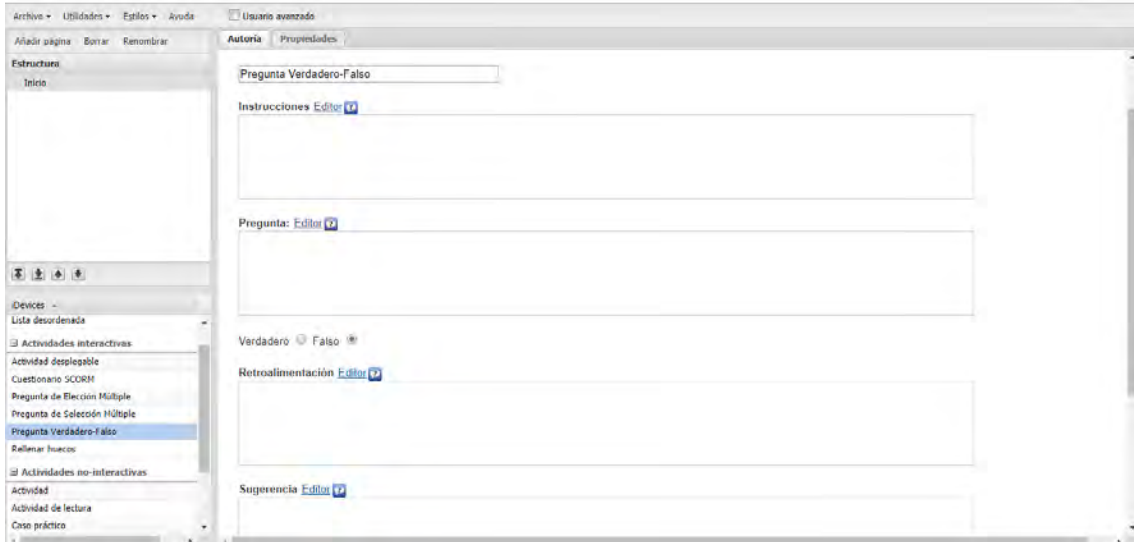 Archivo Utilidades Estilos Ayuda Usuario avanzado
Añadir página Borrar Renombrar
Autoría Propiedades
Estructura
Inicio
Pregunta Verdadero-Falso
Instrucciones Editor ?
Pregunta: Editor ?
Verdadero Falso
Retroalimentación Editor ?
Sugerencia Editor ?
iDevices
Lista desordenada
Actividades interactivas
Actividad desplegable
Cuestionario SCORM
Pregunta de Elección Múltiple
Pregunta de Selección Múltiple
Pregunta Verdadero-Falso
Rellenar huecos
Actividades no-interactivas
Actividad
Actividad de lectura
Caso práctico